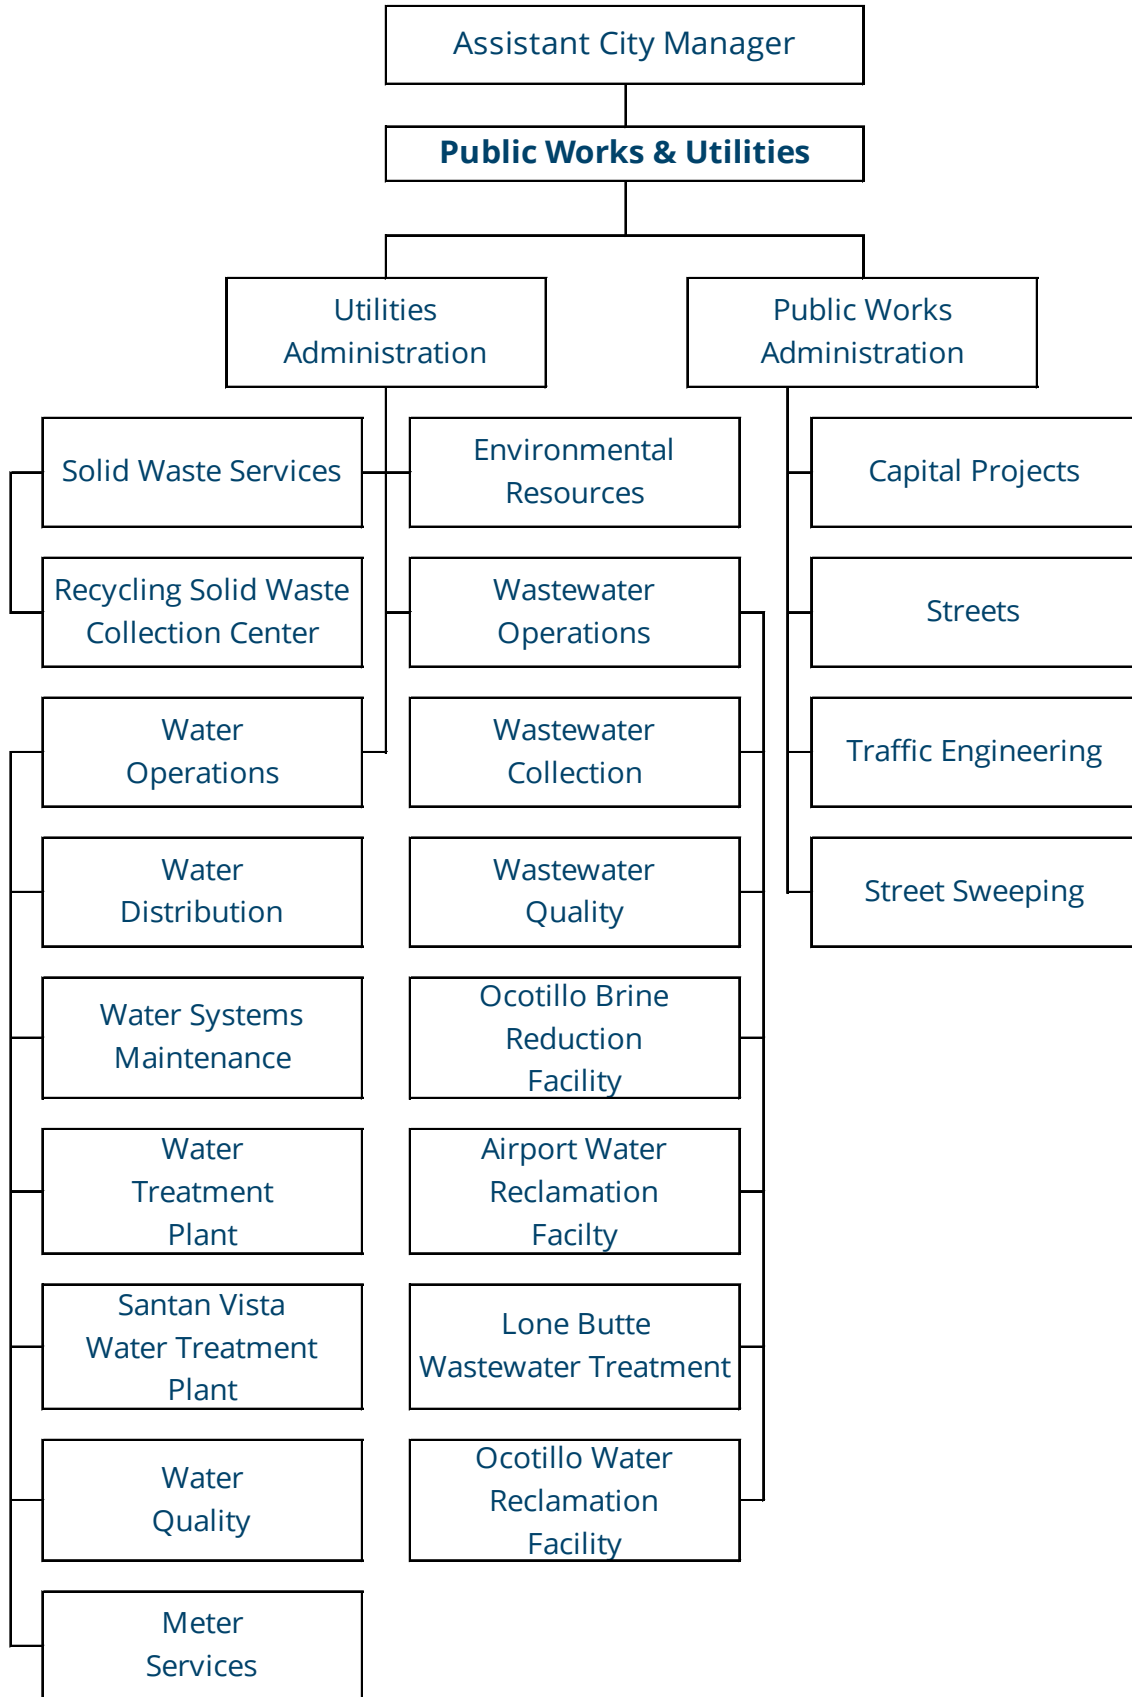 Assistant City Manager
Public Works & Utilities
Utilities
Administration
Public Works
Administration
Solid Waste Services
Environmental
Resources
Capital Projects
Recycling Solid Waste
Collection Center
Wastewater
Operations
Streets
Water
Operations
Wastewater
Collection
Traffic Engineering
Water
Distribution
Wastewater
Quality
Street Sweeping
Water Systems
Maintenance
Ocotillo Brine
Reduction
Facility
Water
Treatment
Plant
Airport Water
Reclamation
Facilty
Santan Vista
Water Treatment
Plant
Lone Butte
Wastewater Treatment
Water
Quality
Ocotillo Water
Reclamation
Facility
Meter
Services